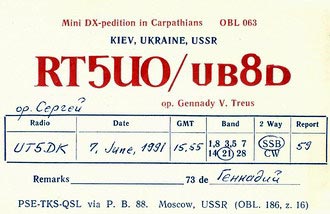 Mini DX-pedition in Carpathians OBL 063
KIEV, UKRAINE, USSR
RT5UO/UB8D
ор. Сергей op. Gennady V. Treus
Radio Date GMT Band 2 Way Report
UT5DK 7, June, 1991 15,55 1,8 3,5 7 14 21 28 SSB CW 59
Remarks 73 de Геннадий
PSE-TKS-QSL via P. B. 88. Moscow, USSR (OBL. 186, z. 16)